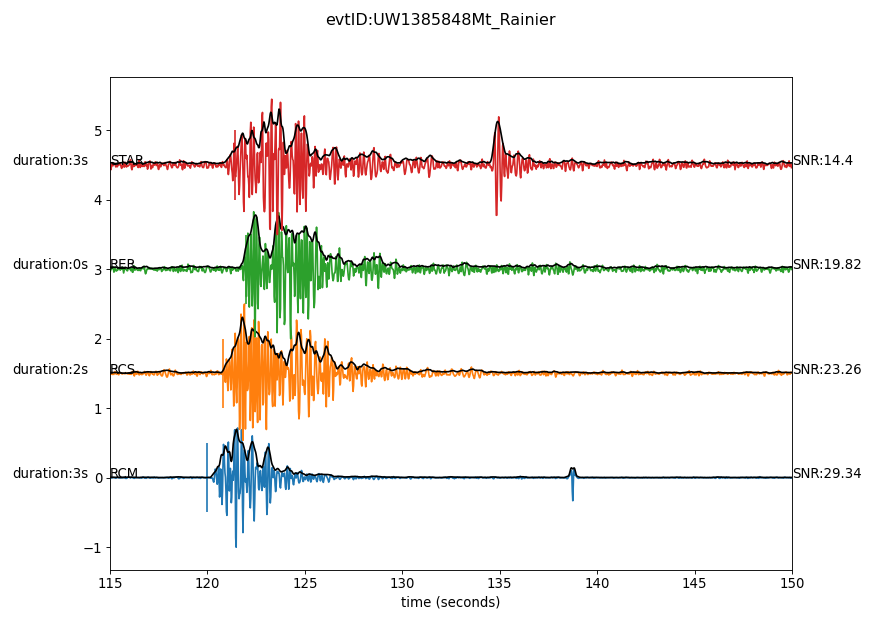 evtID:UW1385848Mt_Rainier
5
duration:3s STAR SNR:14.4
4
duration:0s 3 RER SNR:19.82
2
duration:2s RCS SNR:23.26
1
duration:3s 0 RCM SNR:29.34
−1
115 120 125 130 135 140 145 150
time (seconds)